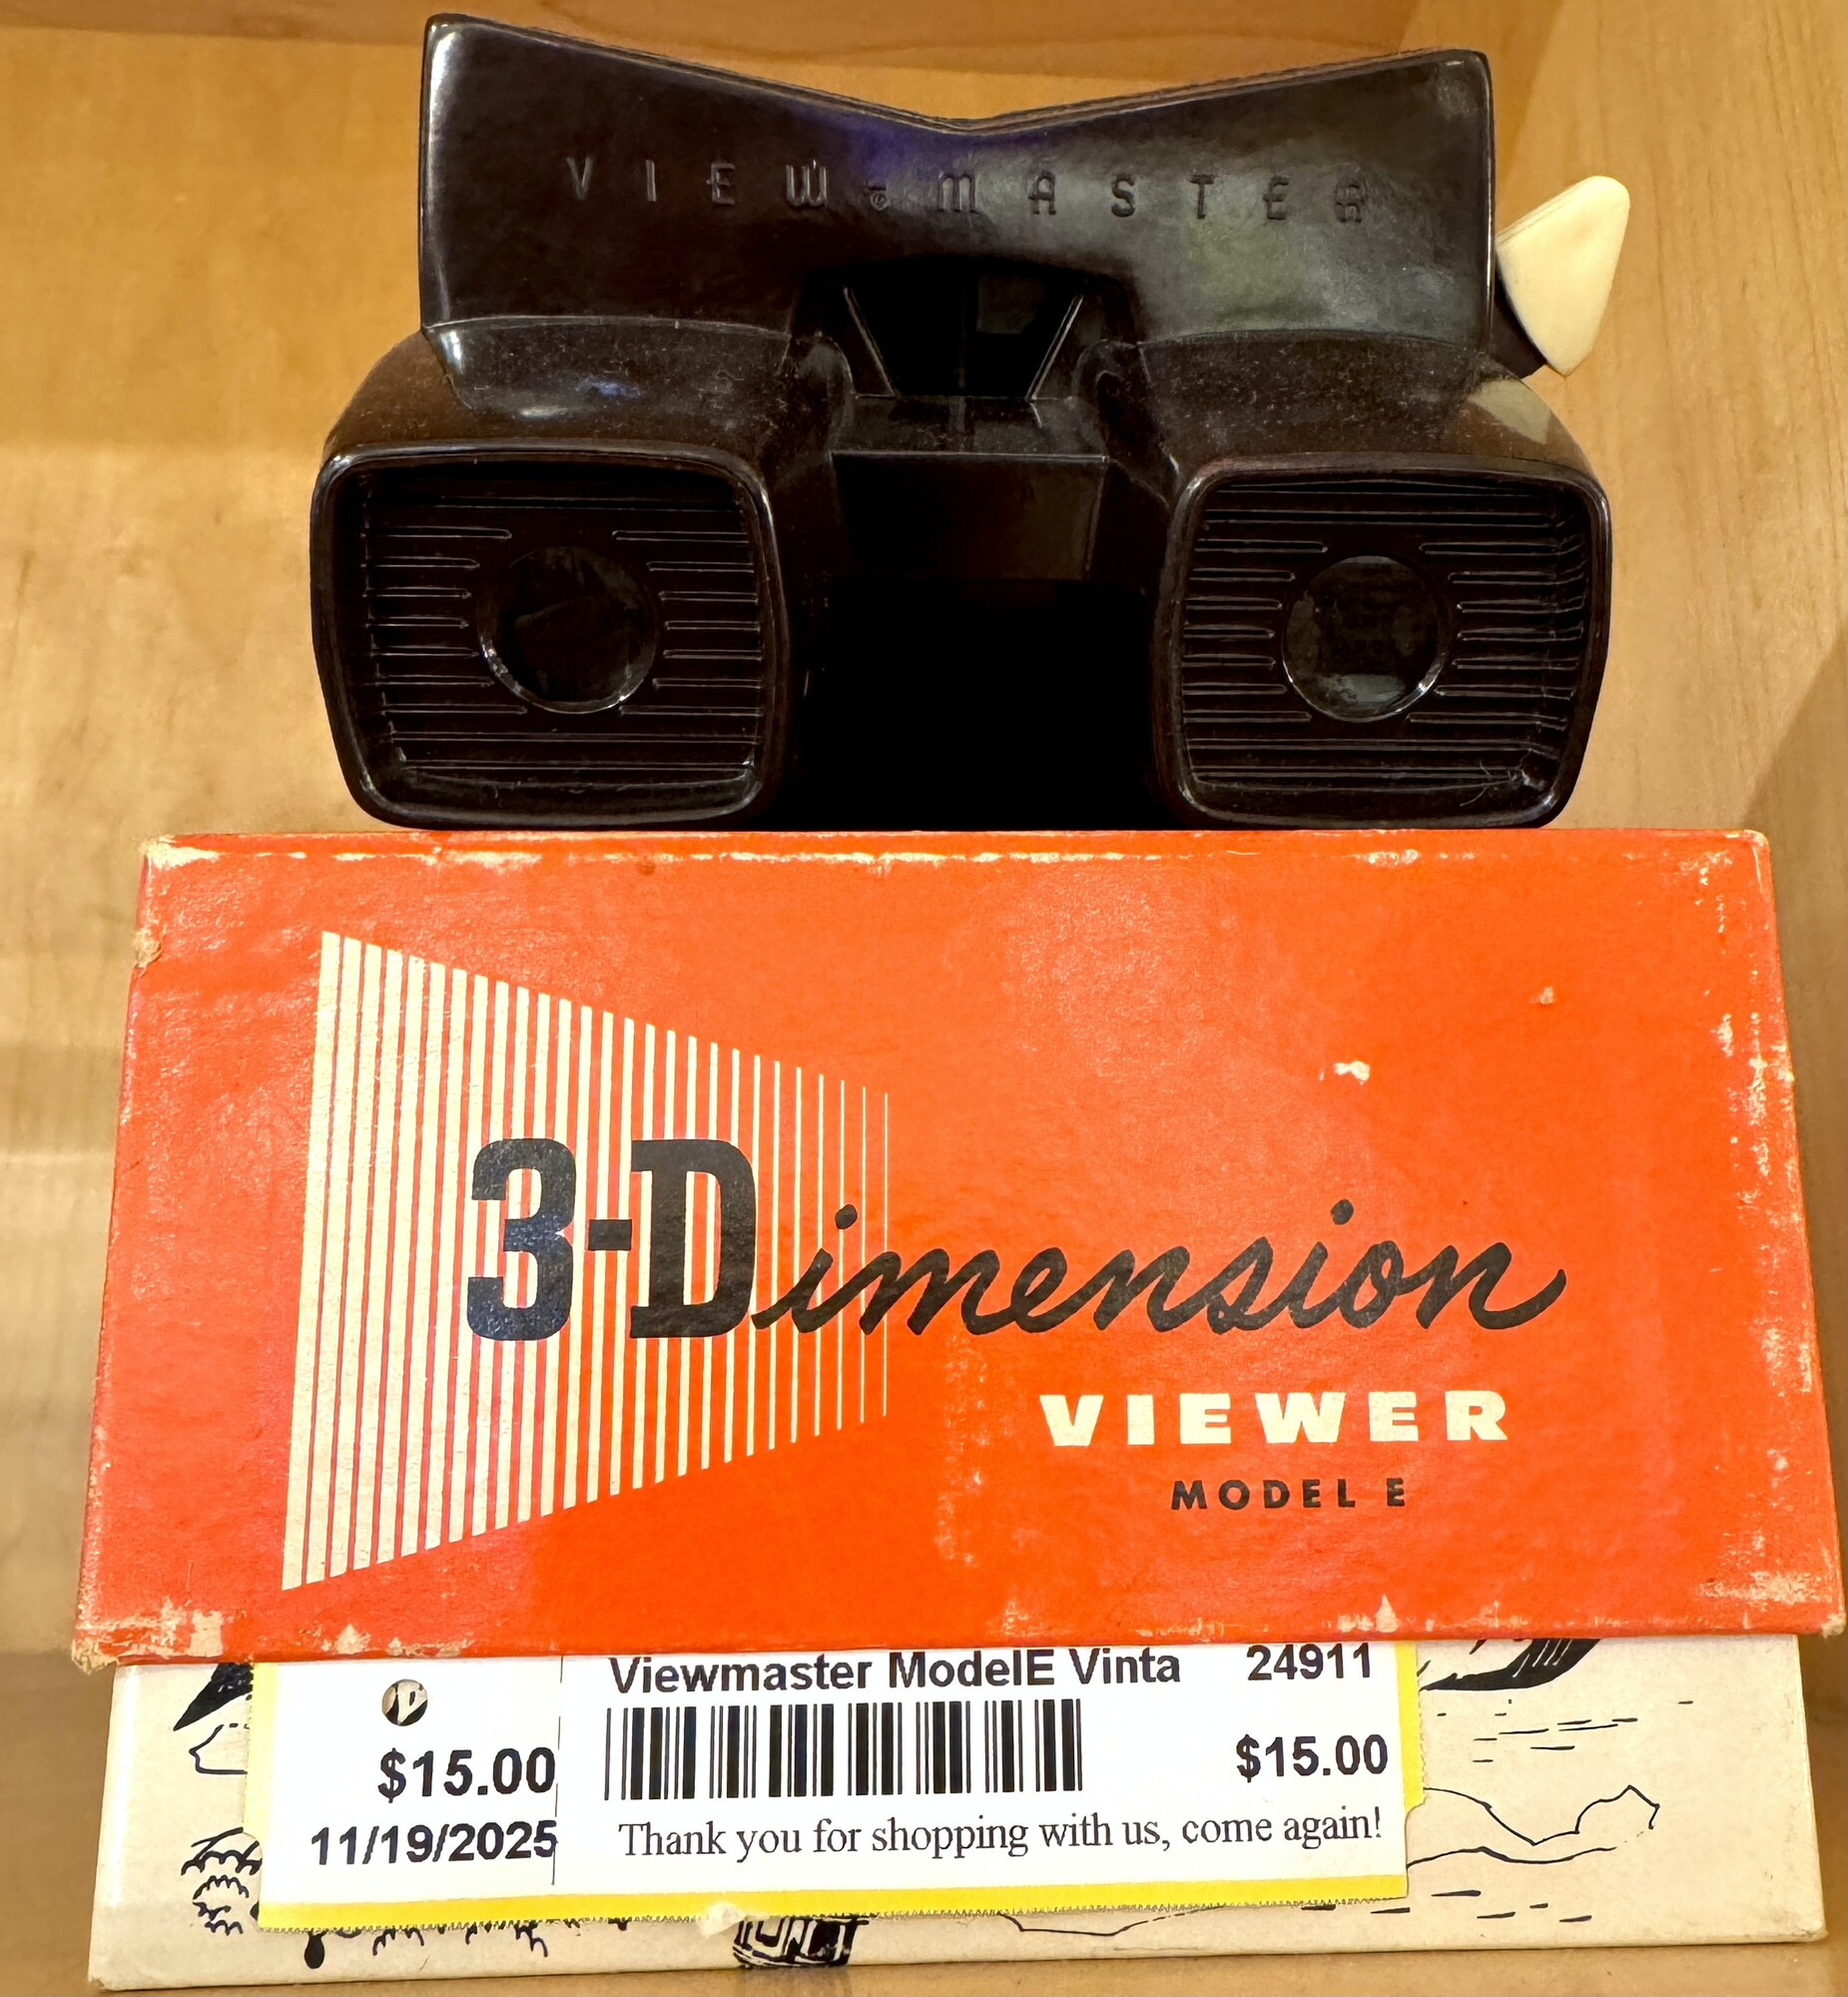 VIEW-MASTER
3-Dimension
VIEWER
MODEL E
Viewmaster ModelE Vinta 24911
$15.00 $15.00
11/19/2025 Thank you for shopping with us, come again!